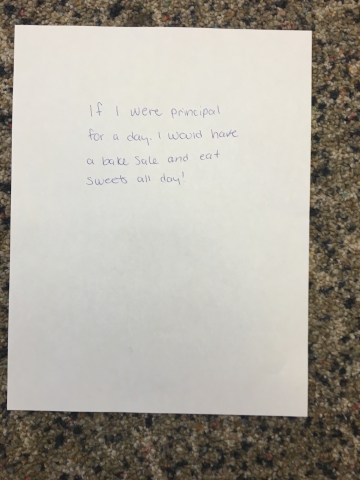 If I were principal
for a day. I would have
a bake sale and eat
sweets all day!